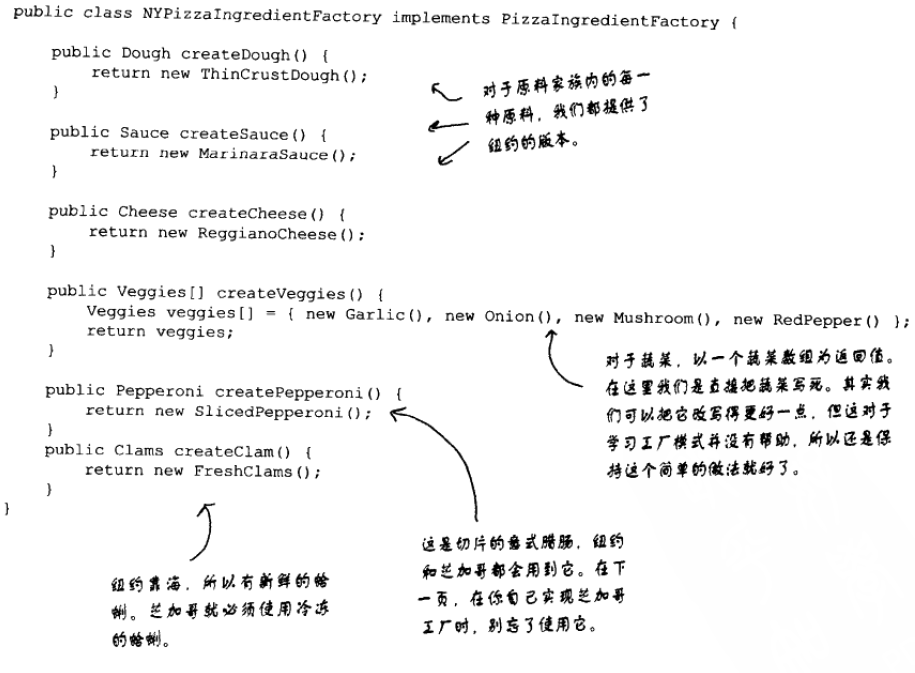 public class NYPizzaIngredientFactory implements PizzaIngredientFactory {
public Dough createDough() {
return new ThinCrustDough();
}
public Sauce createSauce() {
return new MarinaraSauce();
}
public Cheese createCheese() {
return new ReggianoCheese();
}
public Veggies[] createVeggies() {
Veggies veggies[] = { new Garlic(), new Onion(), new Mushroom(), new RedPepper() };
return veggies;
}
public Pepperoni createPepperoni() {
return new SlicedPepperoni();
}
public Clams createClam() {
return new FreshClams();
}
}
对于原料家族内的每一
种原料，我们都提供了
纽约的版本。
对于蔬菜，以一个蔬菜数组为返回值。
在这里我们是直接把蔬菜写死。其实我
们可以把它改写得更好一点，但这对于
学习工厂模式并没有帮助，所以还是保
持这个简单的做法就好了。
这是切片的意式腊肠，纽约
和芝加哥都会用到它。在下
一页，在你自己实现芝加哥
工厂时，别忘了使用它。
纽约靠海，所以有新鲜的蛤
蜊。芝加哥就必须使用冷冻
的蛤蜊。